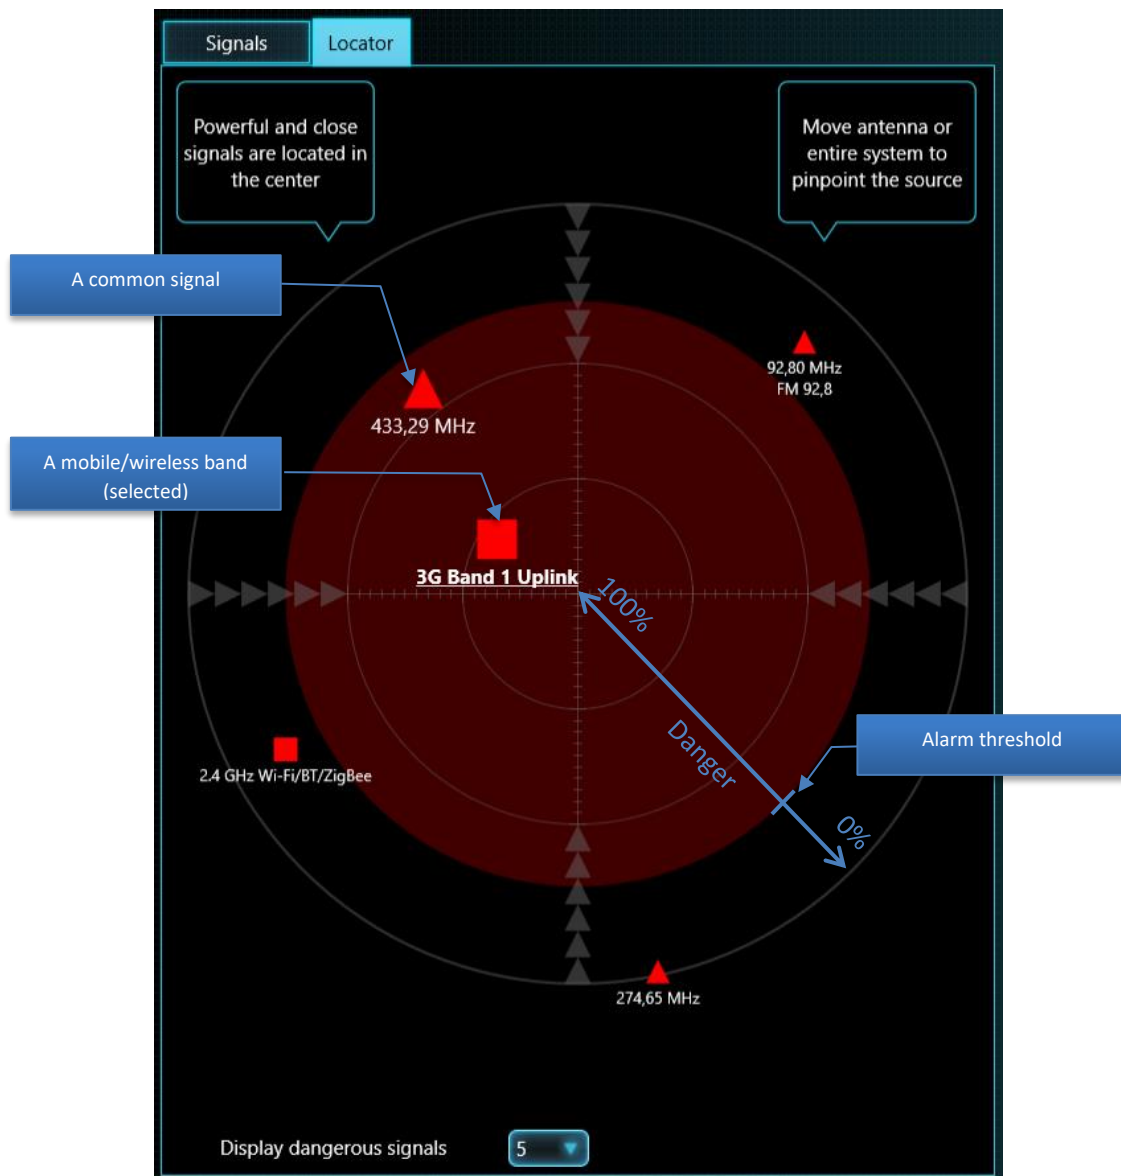 Signals
Locator
Powerful and close
signals are located in
the center
Move antenna or
entire system to
pinpoint the source
A common signal
92,80 MHz
FM 92,8
433,29 MHz
A mobile/wireless band
(selected)
3G Band 1 Uplink
100%
Danger
Alarm threshold
2.4 GHz Wi-Fi/BT/ZigBee
0%
274,65 MHz
Display dangerous signals
5